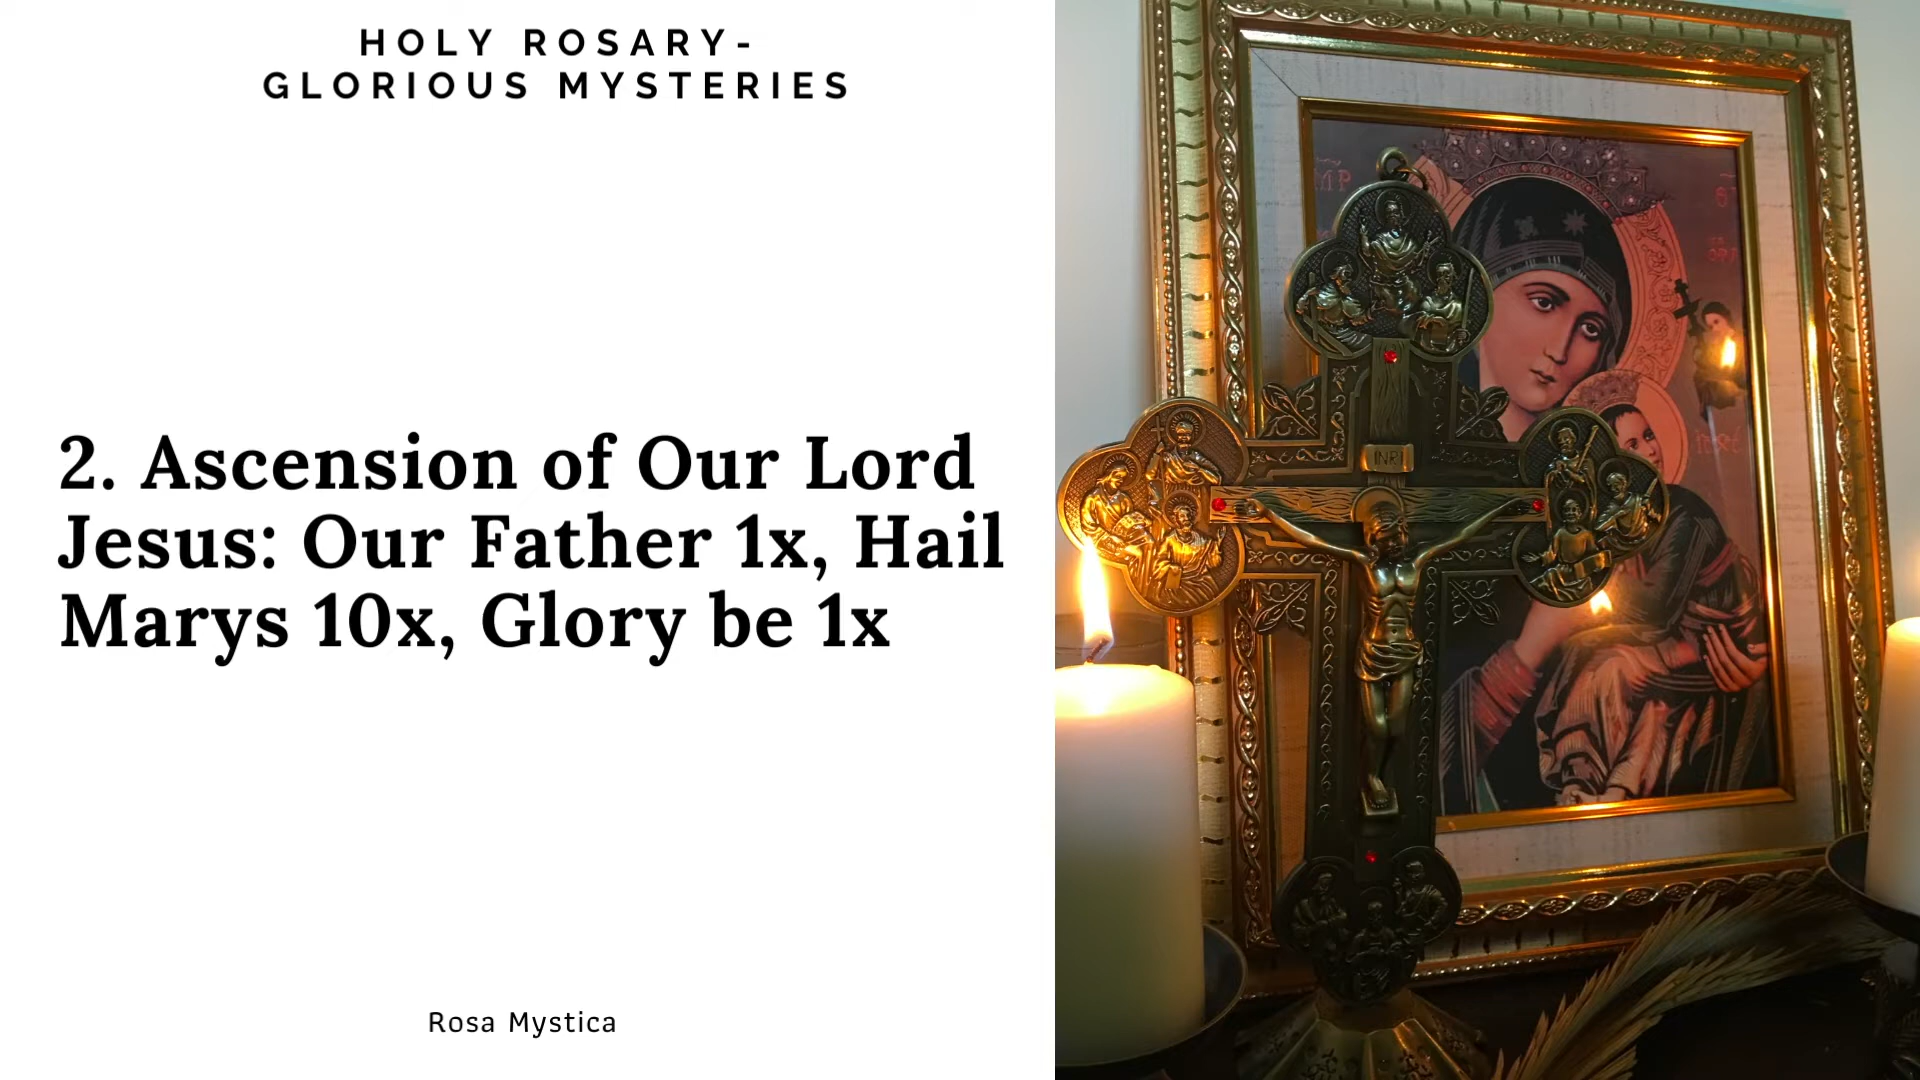 HOLY ROSARY-
GLORIOUS MYSTERIES
2. Ascension of Our Lord
Jesus: Our Father 1x, Hail
Marys 10x, Glory be 1x
Rosa Mystica
INRI